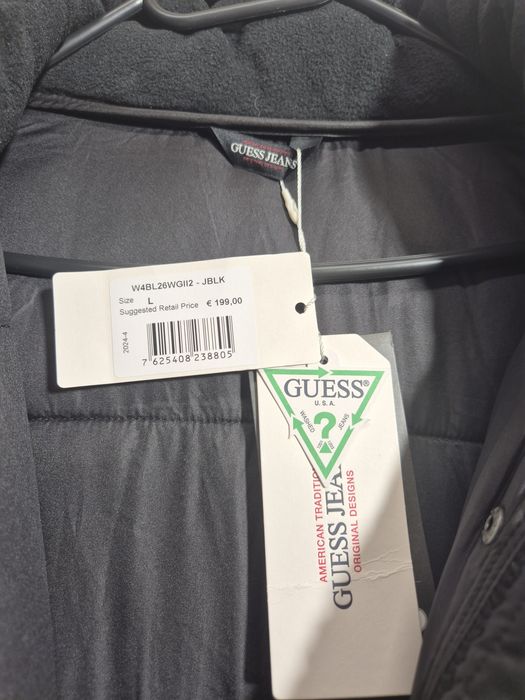 GUESS JEANS
W4BL26WGII2 - JBLK
Size L
Suggested Retail Price € 199,00
2024-4
7 625408 238805
GUESS®
U.S.A.
WASHED
?
JEANS
AMERICAN TRADITIO
GUESS JEA
ORIGINAL DESIGNS